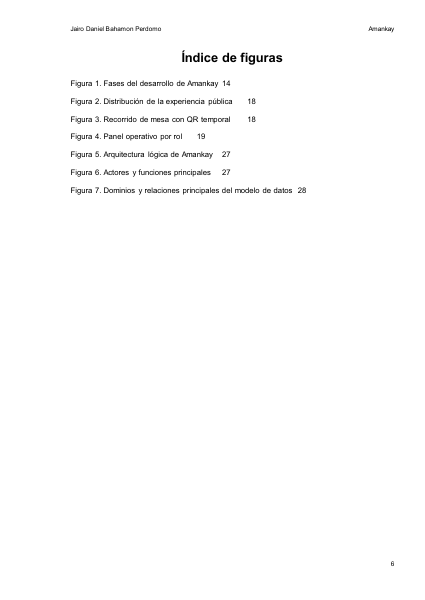 Jairo Daniel Bahamon Perdomo Amankay
Índice de figuras
Figura 1. Fases del desarrollo de Amankay 14
Figura 2. Distribución de la experiencia pública 18
Figura 3. Recorrido de mesa con QR temporal 18
Figura 4. Panel operativo por rol 19
Figura 5. Arquitectura lógica de Amankay 27
Figura 6. Actores y funciones principales 27
Figura 7. Dominios y relaciones principales del modelo de datos 28
6